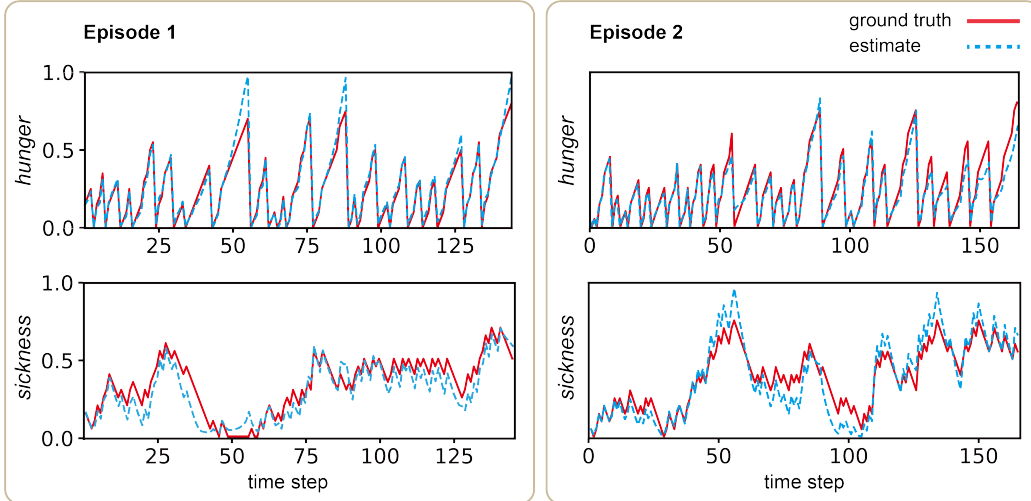 Episode 1
1.0
hunger
0.5
0.0
25 50 75 100 125
1.0
sickness
0.5
0.0
25 50 75 100 125
time step
Episode 2
ground truth
estimate
hunger
0 50 100 150
sickness
0 50 100 150
time step